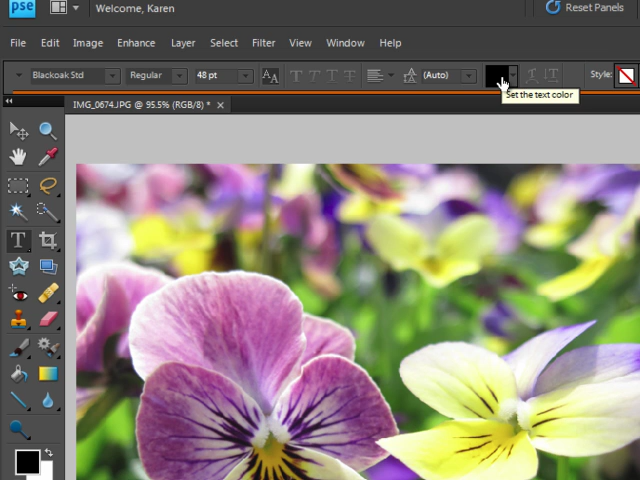 pse Welcome, Karen Reset Panels
File Edit Image Enhance Layer Select Filter View Window Help
Blackoak Std Regular 48 pt AA T T T T (Auto) Style:
Set the text color
IMG_0674.JPG @ 95.5% (RGB/8) * ×
T